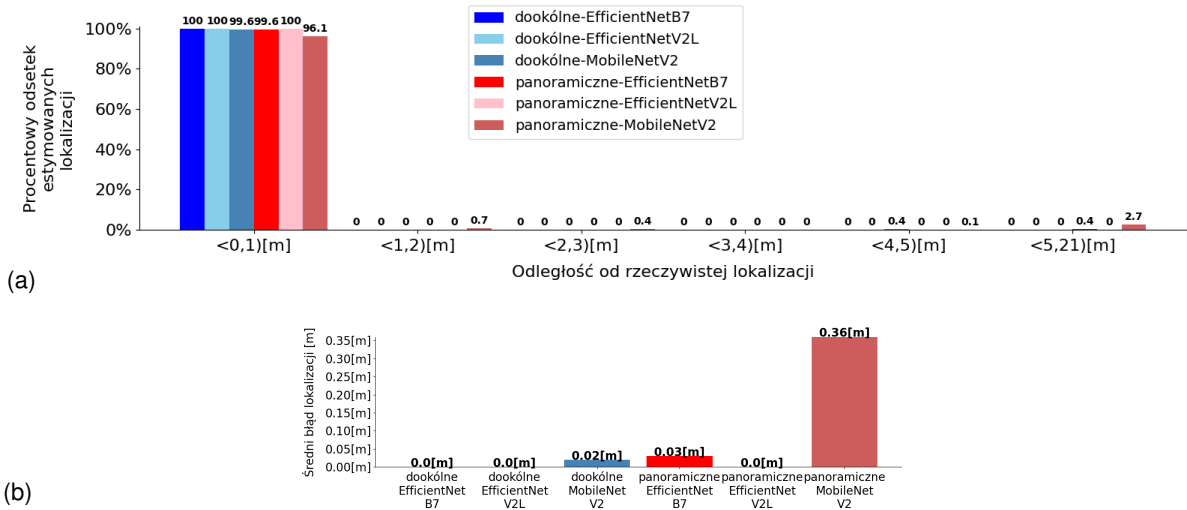 100 100 99.6 99.6 100 96.1
dookólne-EfficientNetB7
dookólne-EfficientNetV2L
dookólne-MobileNetV2
panoramiczne-EfficientNetB7
panoramiczne-EfficientNetV2L
panoramiczne-MobileNetV2
Procentowy odsetek
estymowanych
lokalizacji
100%
80%
60%
40%
20%
0%
0 0 0 0 0 0.7
0 0 0 0 0 0.4
0 0 0 0 0 0
0 0 0.4 0 0 0.1
0 0 0 0.4 0 2.7
<0,1)[m] <1,2)[m] <2,3)[m] <3,4)[m] <4,5)[m] <5,21)[m]
Odległość od rzeczywistej lokalizacji
(a)
Średni błąd lokalizacji [m]
0.35[m]
0.30[m]
0.25[m]
0.20[m]
0.15[m]
0.10[m]
0.05[m]
0.00[m]
0.0[m] 0.0[m] 0.02[m] 0.03[m] 0.0[m] 0.36[m]
dookólne dookólne dookólne panoramiczne panoramiczne panoramiczne
EfficientNet EfficientNet MobileNet EfficientNet EfficientNet MobileNet
B7 V2L V2 B7 V2L V2
(b)